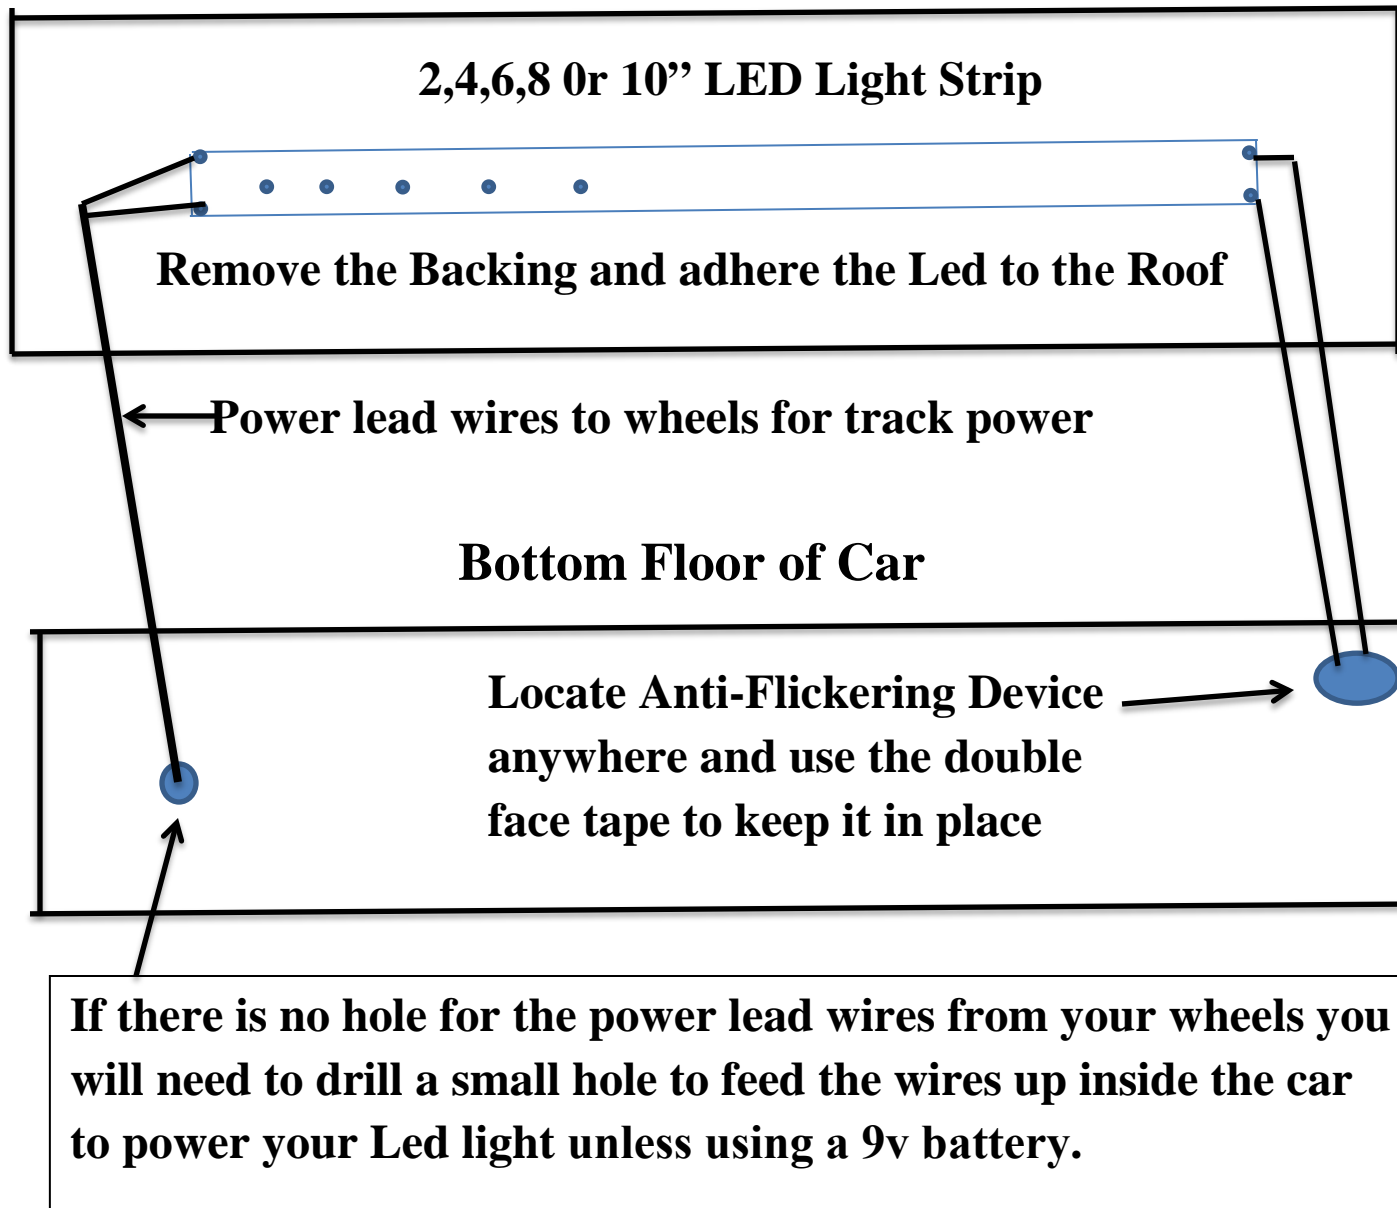 2,4,6,8 0r 10” LED Light Strip
Remove the Backing and adhere the Led to the Roof
Power lead wires to wheels for track power
Bottom Floor of Car
Locate Anti-Flickering Device
anywhere and use the double
face tape to keep it in place
If there is no hole for the power lead wires from your wheels you
will need to drill a small hole to feed the wires up inside the car
to power your Led light unless using a 9v battery.